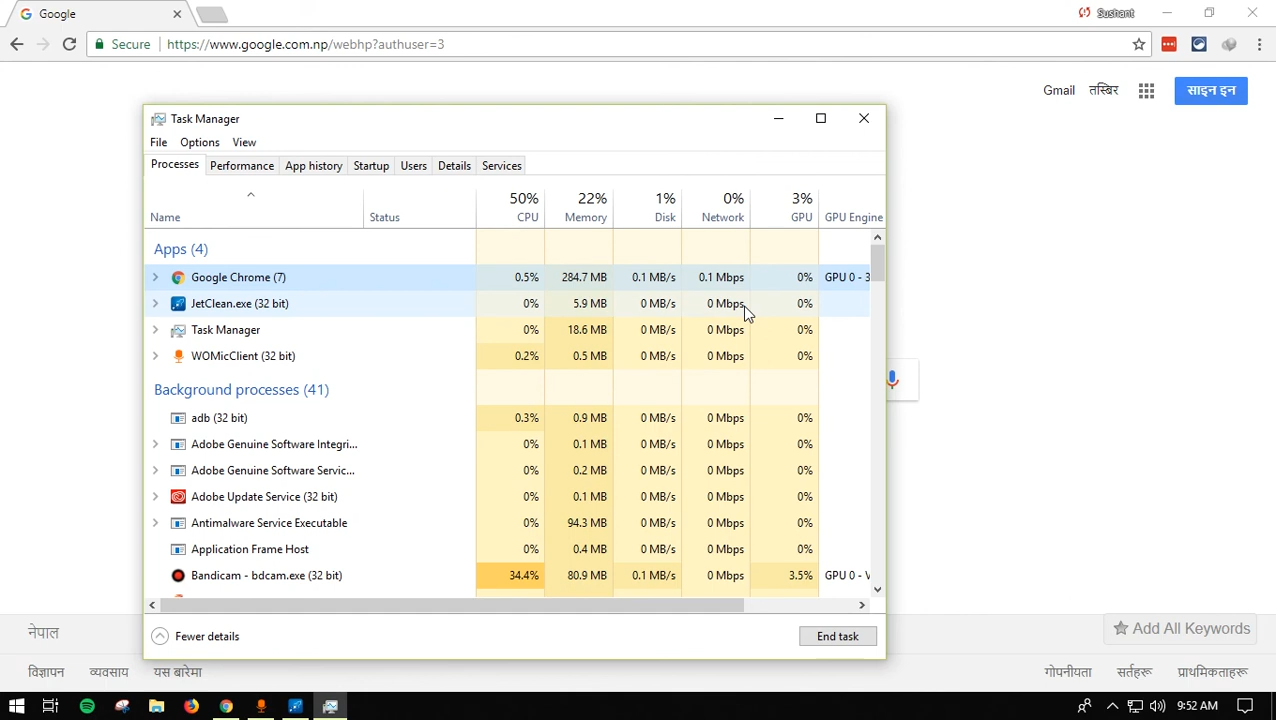 Google
Sushant
Secure https://www.google.com.np/webhp?authuser=3
Gmail तस्बिर साइन इन
Task Manager
File Options View
Processes Performance App history Startup Users Details Services
50% 22% 1% 0% 3%
Name Status CPU Memory Disk Network GPU GPU Engine
Apps (4)
Google Chrome (7) 0.5% 284.7 MB 0.1 MB/s 0.1 Mbps 0% GPU 0 - 3
JetClean.exe (32 bit) 0% 5.9 MB 0 MB/s 0 Mbps 0%
Task Manager 0% 18.6 MB 0 MB/s 0 Mbps 0%
WOMicClient (32 bit) 0.2% 0.5 MB 0 MB/s 0 Mbps 0%
Background processes (41)
adb (32 bit) 0.3% 0.9 MB 0 MB/s 0 Mbps 0%
Adobe Genuine Software Integri... 0% 0.1 MB 0 MB/s 0 Mbps 0%
Adobe Genuine Software Servic... 0% 0.2 MB 0 MB/s 0 Mbps 0%
Adobe Update Service (32 bit) 0% 0.1 MB 0 MB/s 0 Mbps 0%
Antimalware Service Executable 0% 94.3 MB 0 MB/s 0 Mbps 0%
Application Frame Host 0% 0.4 MB 0 MB/s 0 Mbps 0%
Bandicam - bdcam.exe (32 bit) 34.4% 80.9 MB 0.1 MB/s 0 Mbps 3.5% GPU 0 - V
Fewer details End task
नेपाल Add All Keywords
विज्ञापन व्यवसाय यस बारेमा गोपनीयता सर्तहरू प्राथमिकताहरू
9:52 AM